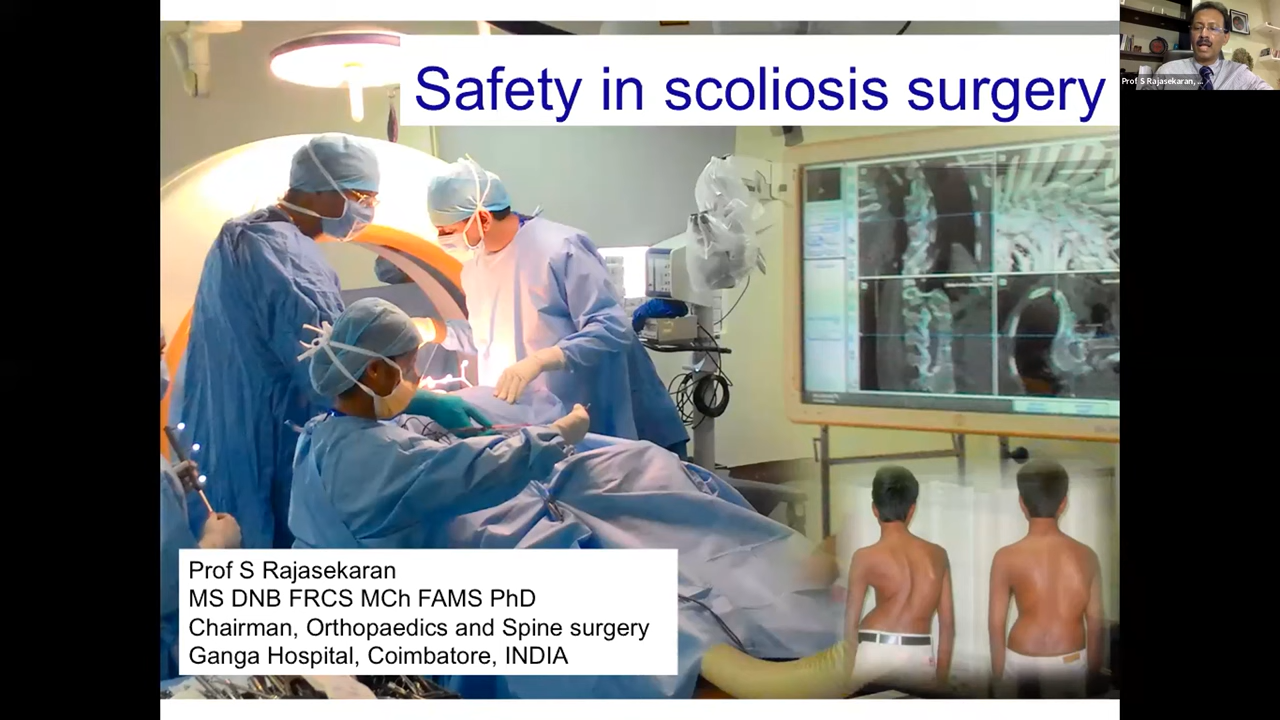 Safety in scoliosis surgery
Prof S Rajasekaran, ...
Prof S Rajasekaran
MS DNB FRCS MCh FAMS PhD
Chairman, Orthopaedics and Spine surgery
Ganga Hospital, Coimbatore, INDIA